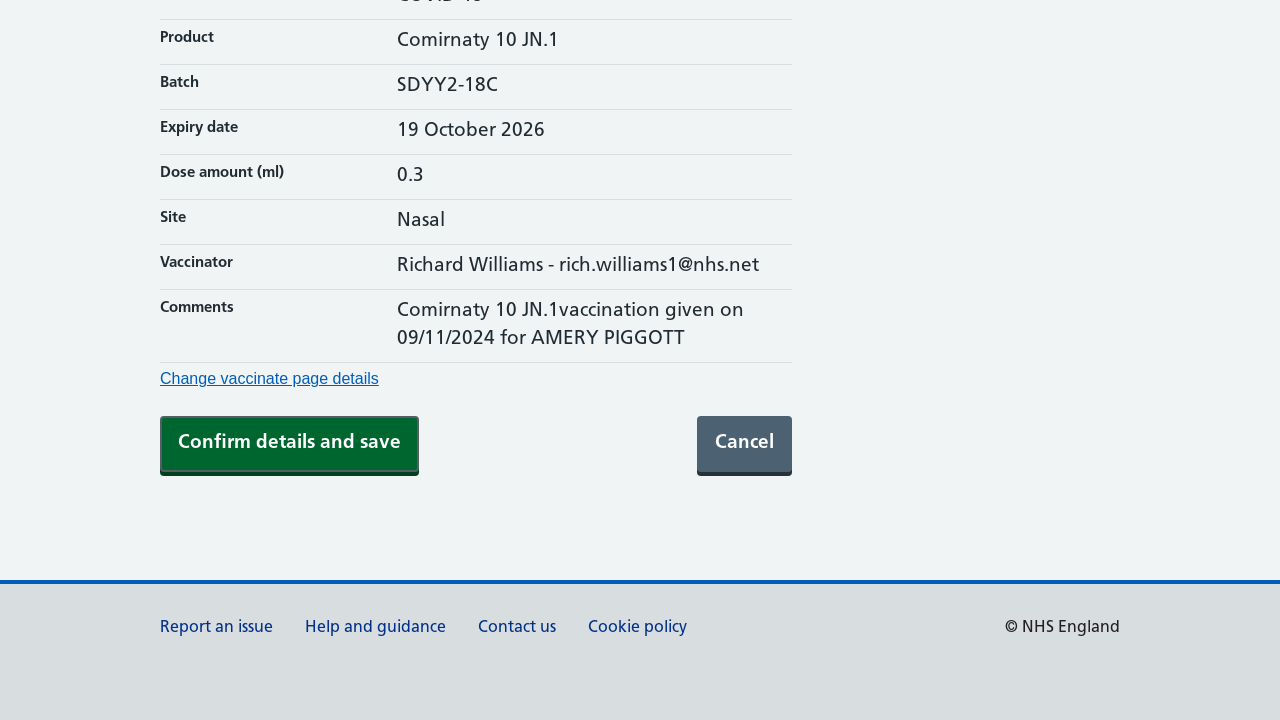 Product
Comirnaty 10 JN.1
Batch
SDYY2-18C
Expiry date
19 October 2026
Dose amount (ml)
0.3
Site
Nasal
Vaccinator
Richard Williams - rich.williams1@nhs.net
Comments
Comirnaty 10 JN.1vaccination given on
09/11/2024 for AMERY PIGGOTT
Change vaccinate page details
Confirm details and save
Cancel
Report an issue
Help and guidance
Contact us
Cookie policy
© NHS England